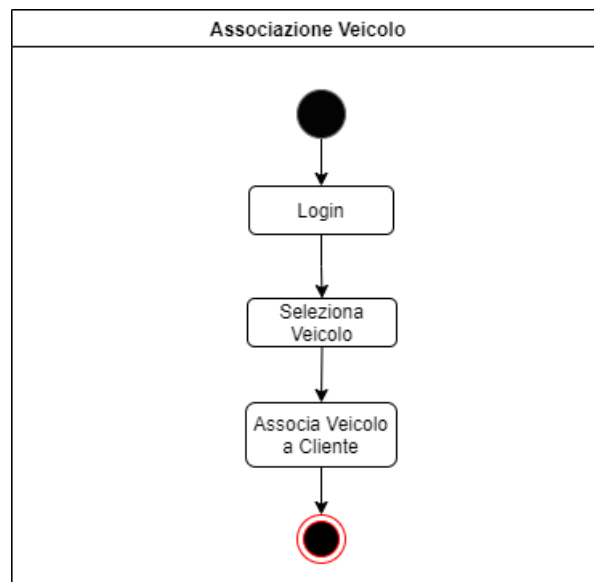 Associazione Veicolo
Login
Seleziona
Veicolo
Associa Veicolo
a Cliente